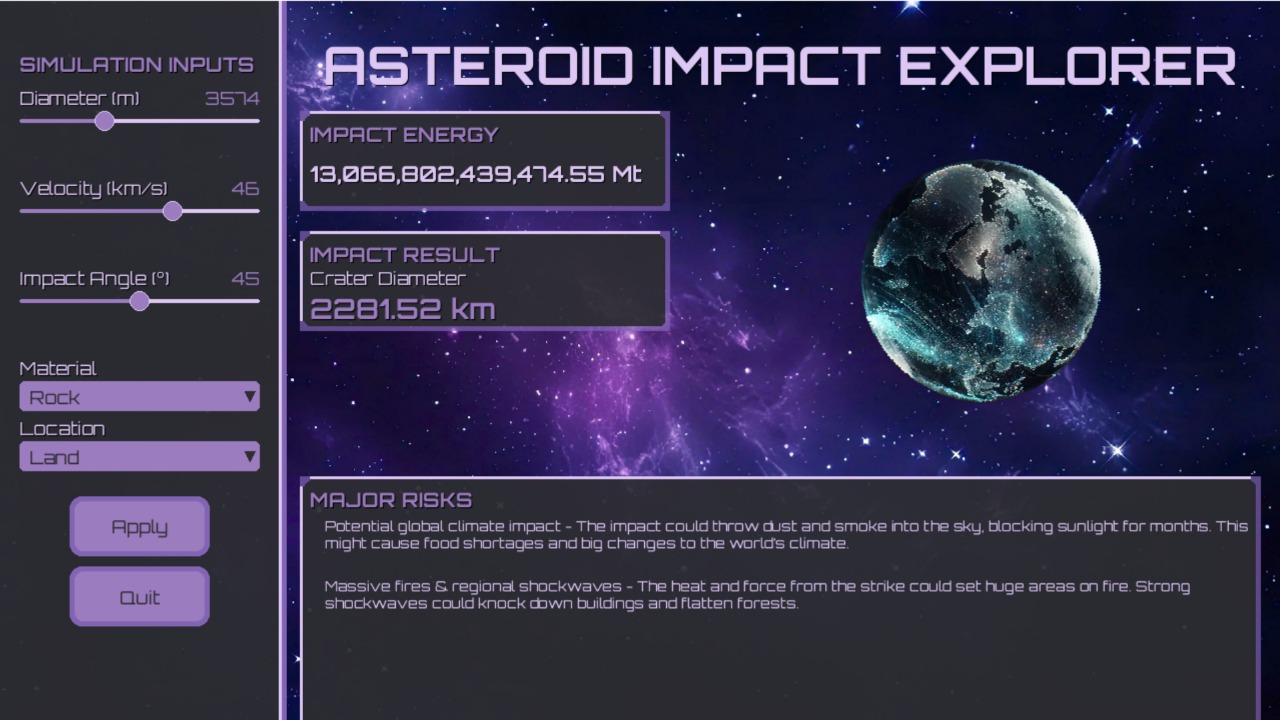 SIMULATION INPUTS
Diameter (m) 3574
Velocity (km/s) 46
Impact Angle (°) 45
Material
Rock
Location
Land
Apply
Quit
ASTEROID IMPACT EXPLORER
IMPACT ENERGY
13,066,802,439,474.55 Mt
IMPACT RESULT
Crater Diameter
2281.52 km
MAJOR RISKS
Potential global climate impact - The impact could throw dust and smoke into the sky, blocking sunlight for months. This
might cause food shortages and big changes to the world's climate.
Massive fires & regional shockwaves - The heat and force from the strike could set huge areas on fire. Strong
shockwaves could knock down buildings and flatten forests.